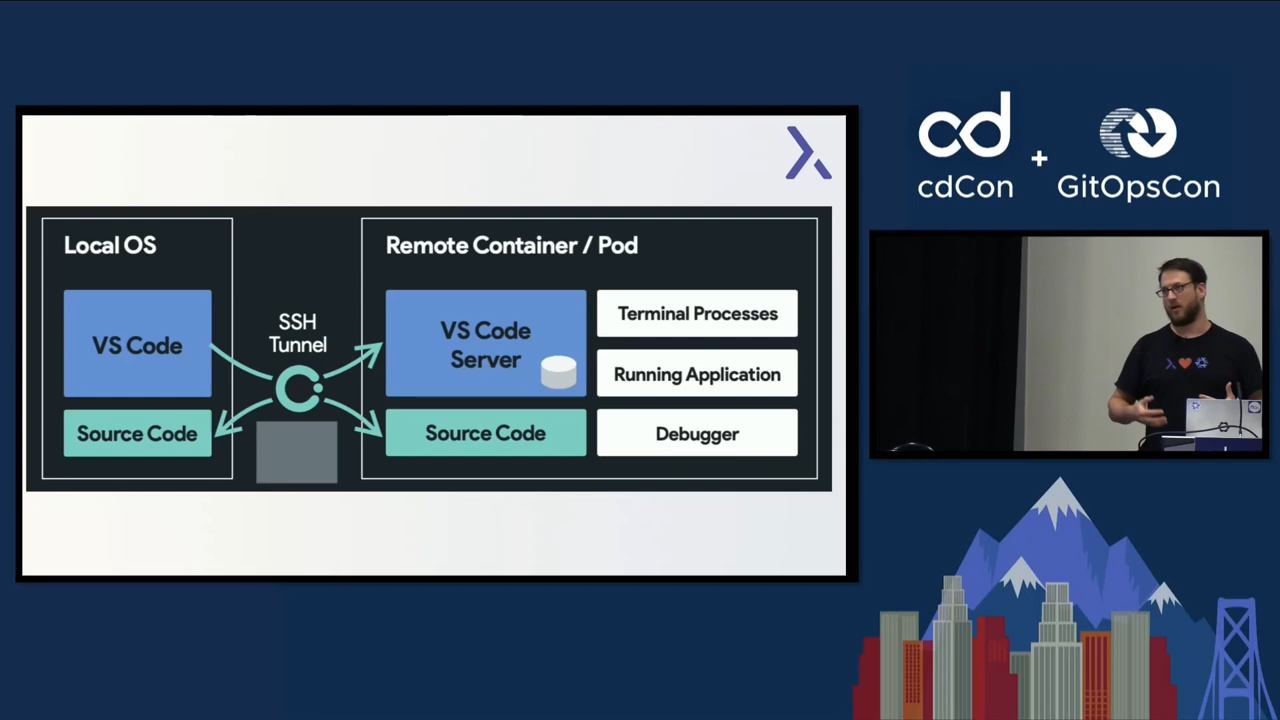 Local OS
VS Code
Source Code
SSH
Tunnel
Remote Container / Pod
VS Code
Server
Source Code
Terminal Processes
Running Application
Debugger
cd
cdCon
+
GitOpsCon